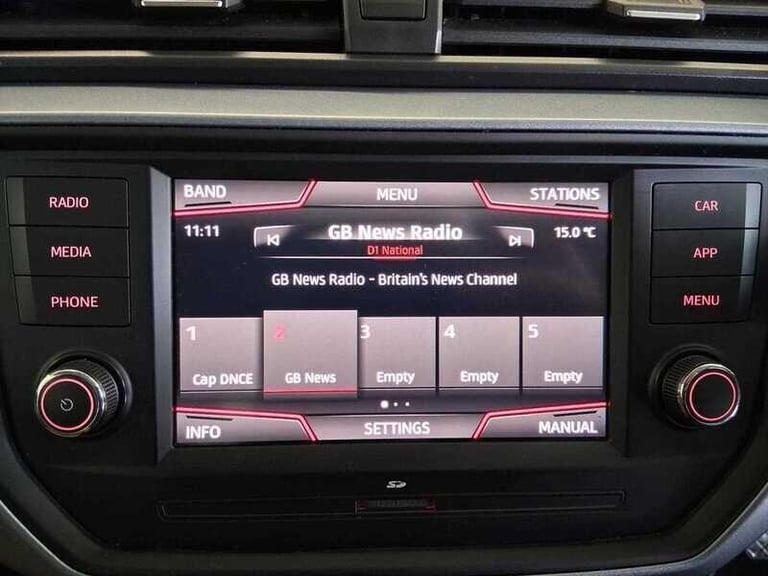 BAND MENU STATIONS
RADIO
MEDIA
PHONE
11:11 GB News Radio 15.0 °C
D1 National
GB News Radio - Britain's News Channel
1 2 3 4 5
Cap DNCE GB News Empty Empty Empty
INFO SETTINGS MANUAL
CAR
APP
MENU
SD